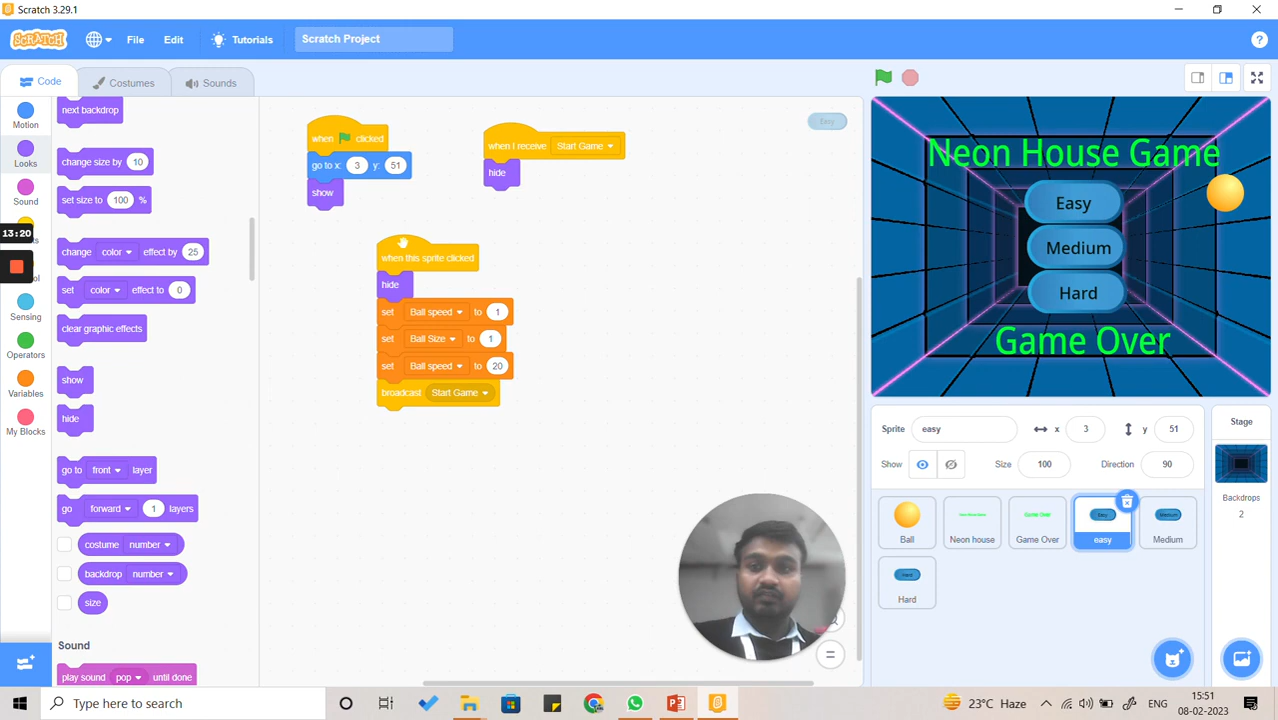 Scratch 3.29.1
SCRATCH File Edit Tutorials Scratch Project ?
Code Costumes Sounds
Motion
Looks
Sound
13:20
Sensing
Operators
Variables
My Blocks
next backdrop
change size by 10
set size to 100 %
change color effect by 25
set color effect to 0
clear graphic effects
show
hide
go to front layer
go forward 1 layers
costume number
backdrop number
size
Sound
play sound pop until done
when clicked
go to x: 3 y: 51
show
when I receive Start Game
hide
when this sprite clicked
hide
set Ball speed to 1
set Ball Size to 1
set Ball speed to 20
broadcast Start Game
Easy
Neon House Game
Easy
Medium
Hard
Game Over
Sprite easy x 3 y 51
Show Size 100 Direction 90
Ball
Neon house
Game Over
easy
Medium
Hard
Stage
Backdrops
2
Type here to search
23°C Haze
ENG
15:51
08-02-2023